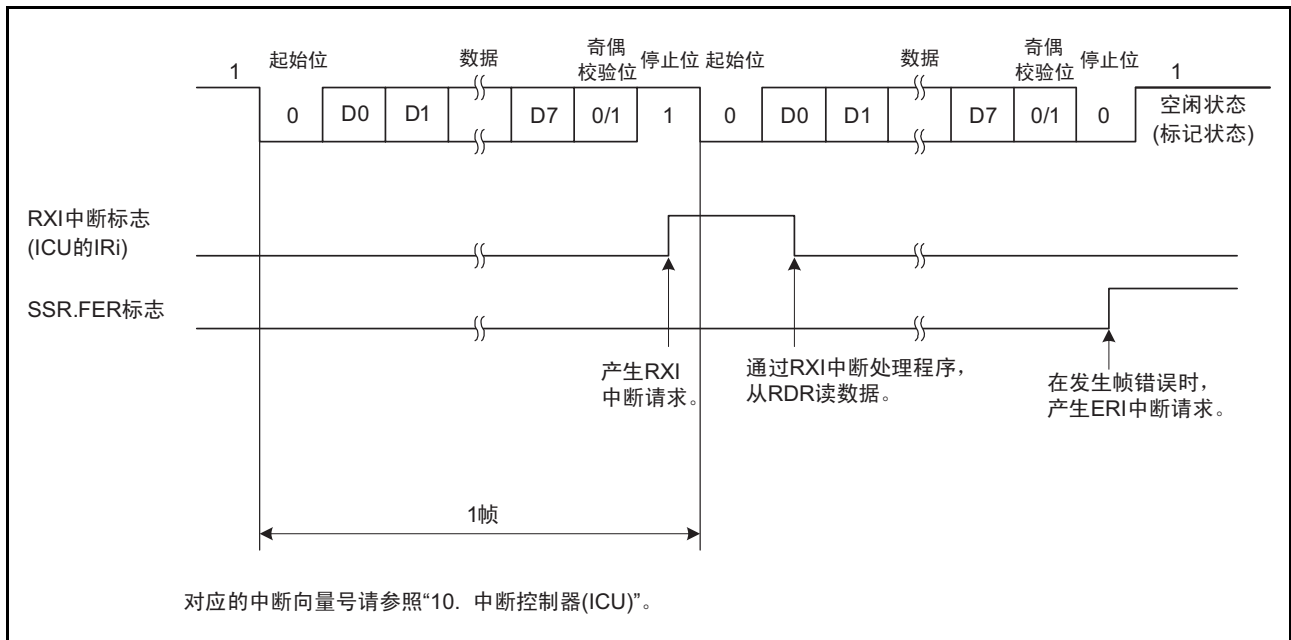 1
起始位
数据
奇偶
校验位
停止位
起始位
数据
奇偶
校验位
停止位
1
0
D0
D1
D7
0/1
1
0
D0
D1
D7
0/1
0
空闲状态
(标记状态)
RXI中断标志
(ICU的IRi)
SSR.FER标志
产生RXI
中断请求。
通过RXI中断处理程序，
从RDR读数据。
在发生帧错误时，
产生ERI中断请求。
1帧
对应的中断向量号请参照“10. 中断控制器(ICU)”。